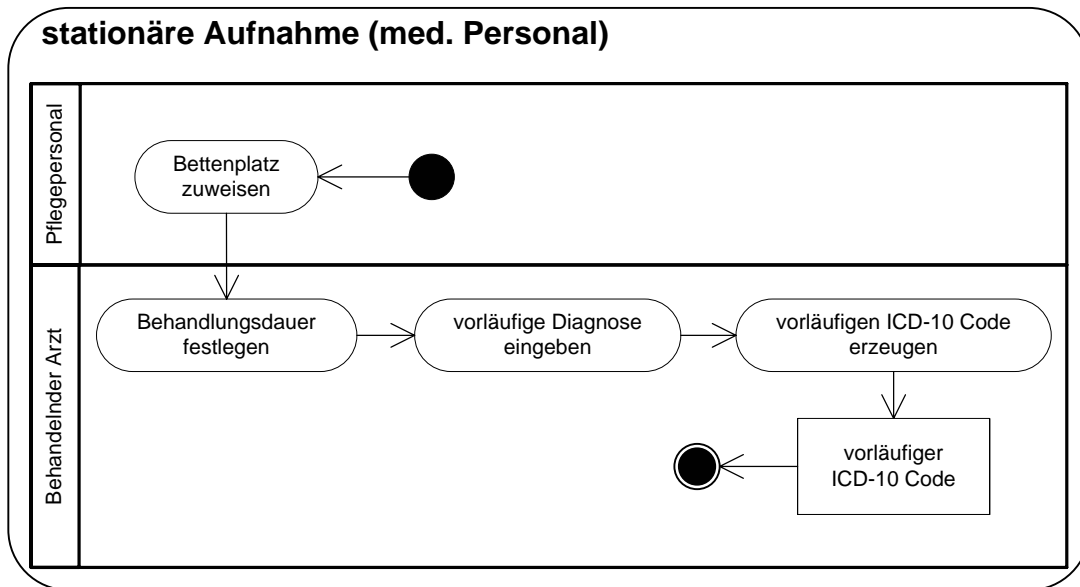 stationäre Aufnahme (med. Personal)
Pflegepersonal
Bettenplatz
zuweisen
Behandelnder Arzt
Behandlungsdauer
festlegen
vorläufige Diagnose
eingeben
vorläufigen ICD-10 Code
erzeugen
vorläufiger
ICD-10 Code